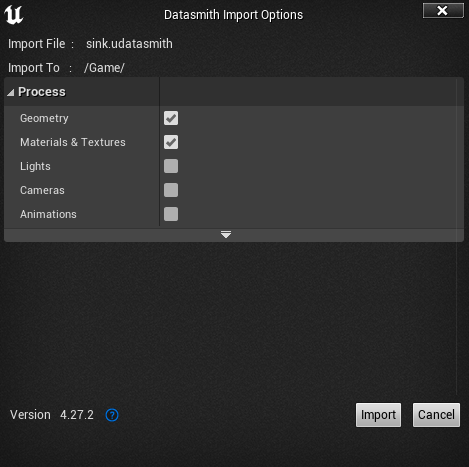 Datasmith Import Options
Import File : sink.udatasmith
Import To : /Game/
Process
Geometry
Materials & Textures
Lights
Cameras
Animations
Version 4.27.2 ?
Import Cancel